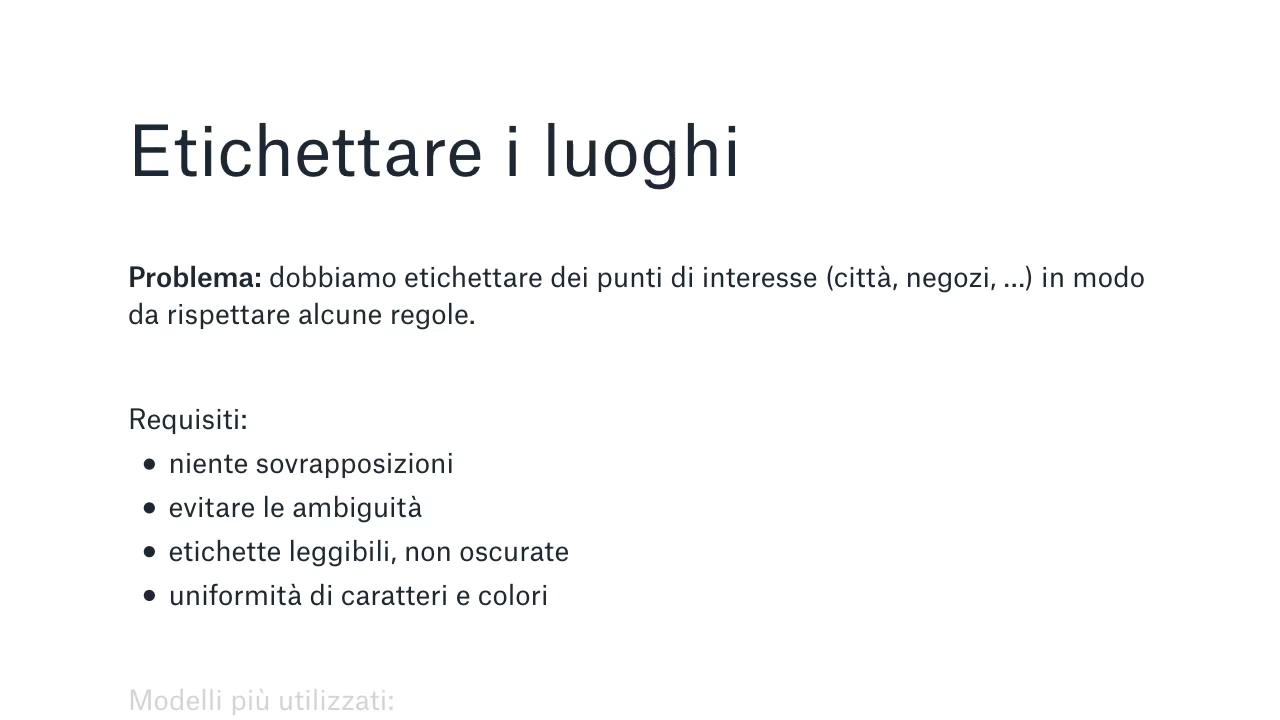 Etichettare i luoghi
Problema: dobbiamo etichettare dei punti di interesse (città, negozi, ...) in modo
da rispettare alcune regole.
Requisiti:
• niente sovrapposizioni
• evitare le ambiguità
• etichette leggibili, non oscurate
• uniformità di caratteri e colori
Modelli più utilizzati: